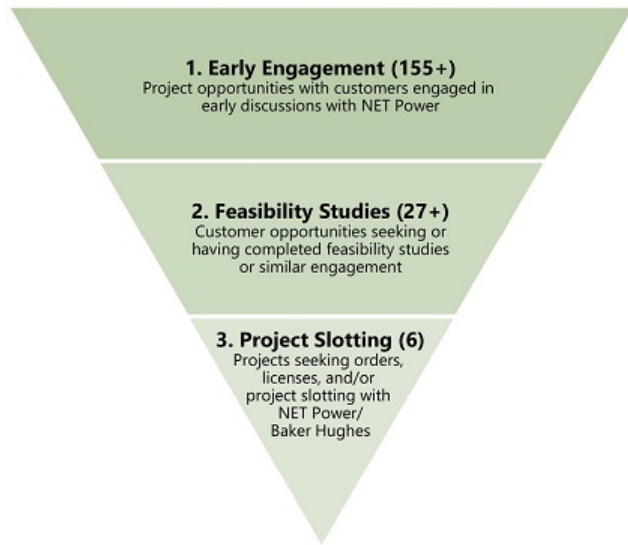 1. Early Engagement (155+)
Project opportunities with customers engaged in
early discussions with NET Power
2. Feasibility Studies (27+)
Customer opportunities seeking or
having completed feasibility studies
or similar engagement
3. Project Slotting (6)
Projects seeking orders,
licenses, and/or
project slotting with
NET Power/
Baker Hughes